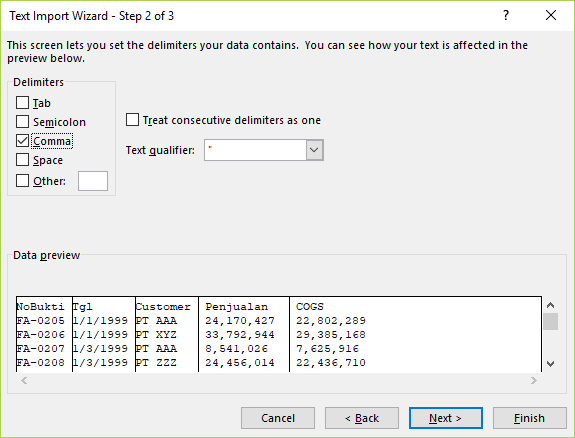 Text Import Wizard - Step 2 of 3
This screen lets you set the delimiters your data contains. You can see how your text is affected in the
preview below.
Delimiters
Tab
Semicolon
Comma
Space
Other:
Treat consecutive delimiters as one
Text qualifier: "
Data preview
NoBukti Tgl Customer Penjualan COGS
FA-0205 1/1/1999 PT AAA 24,170,427 22,802,289
FA-0206 1/1/1999 PT XYZ 33,792,944 29,385,168
FA-0207 1/3/1999 PT AAA 8,541,026 7,625,916
FA-0208 1/3/1999 PT ZZZ 24,456,014 22,436,710
Cancel < Back Next > Finish